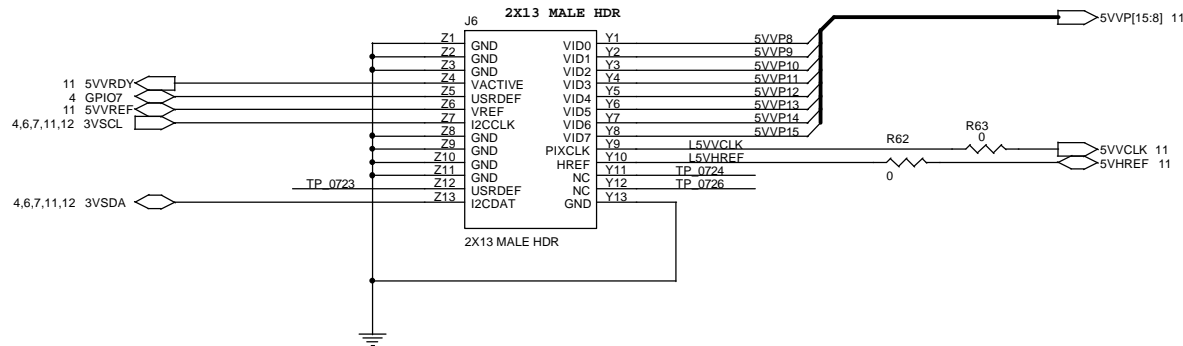 2X13 MALE HDR
J6
5VVP[15:8] 11
Z1 GND VID0 Y1 5VVP8
Z2 GND VID1 Y2 5VVP9
Z3 GND VID2 Y3 5VVP10
11 5VVRDY Z4 VACTIVE VID3 Y4 5VVP11
4 GPIO7 Z5 USRDEF VID4 Y5 5VVP12
11 5VVREF Z6 VREF VID5 Y6 5VVP13
4,6,7,11,12 3VSCL Z7 I2CCLK VID6 Y7 5VVP14
Z8 GND VID7 Y8 5VVP15
R62 R63
0
Z9 GND PIXCLK Y9 L5VVCLK 5VVCLK 11
Z10 GND HREF Y10 L5VHREF 5VHREF 11
0
Z11 GND NC Y11 TP_0724
TP_0723 Z12 USRDEF NC Y12 TP_0726
4,6,7,11,12 3VSDA Z13 I2CDAT GND Y13
2X13 MALE HDR